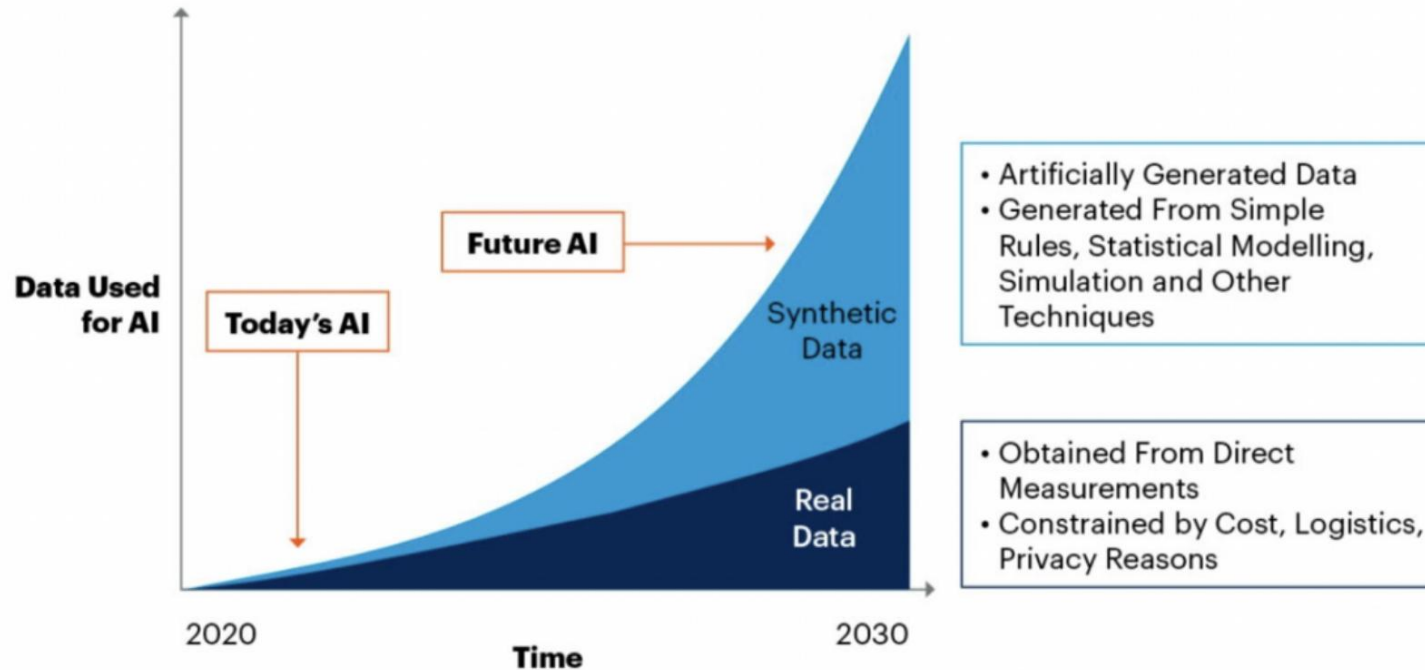 Data Used
for AI
Today's AI
Future AI
Synthetic
Data
Real
Data
2020
2030
Time
• Artificially Generated Data
• Generated From Simple
Rules, Statistical Modelling,
Simulation and Other
Techniques
• Obtained From Direct
Measurements
• Constrained by Cost, Logistics,
Privacy Reasons